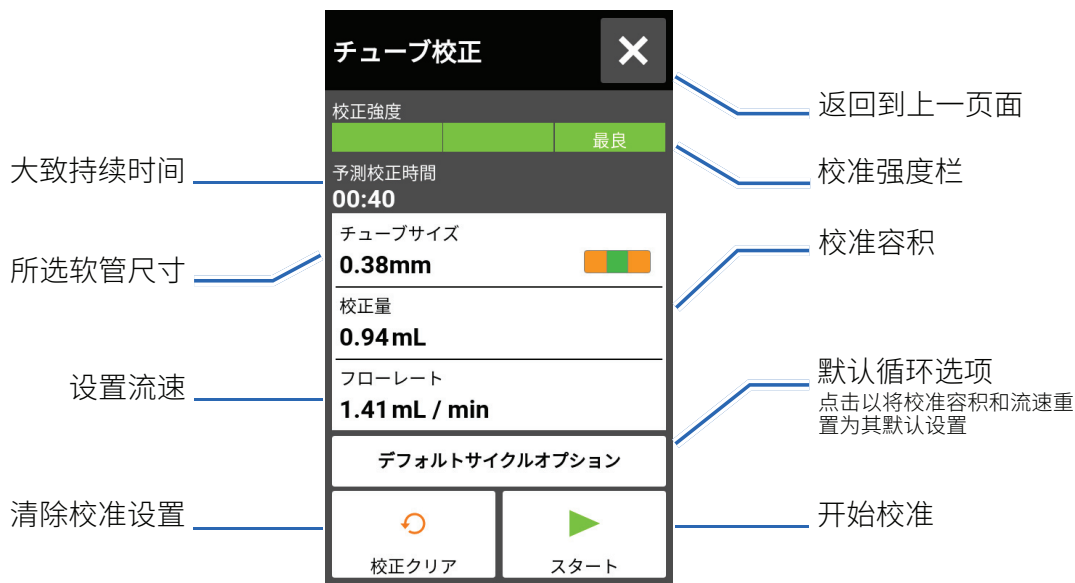 チューブ校正
校正強度
最良
予測校正時間
00:40
チューブサイズ
0.38mm
校正量
0.94mL
フローレート
1.41mL / min
デフォルトサイクルオプション
校正クリア
スタート
大致持续时间
所选软管尺寸
设置流速
清除校准设置
返回到上一页面
校准强度栏
校准容积
默认循环选项
点击以将校准容积和流速重
置为其默认设置
开始校准